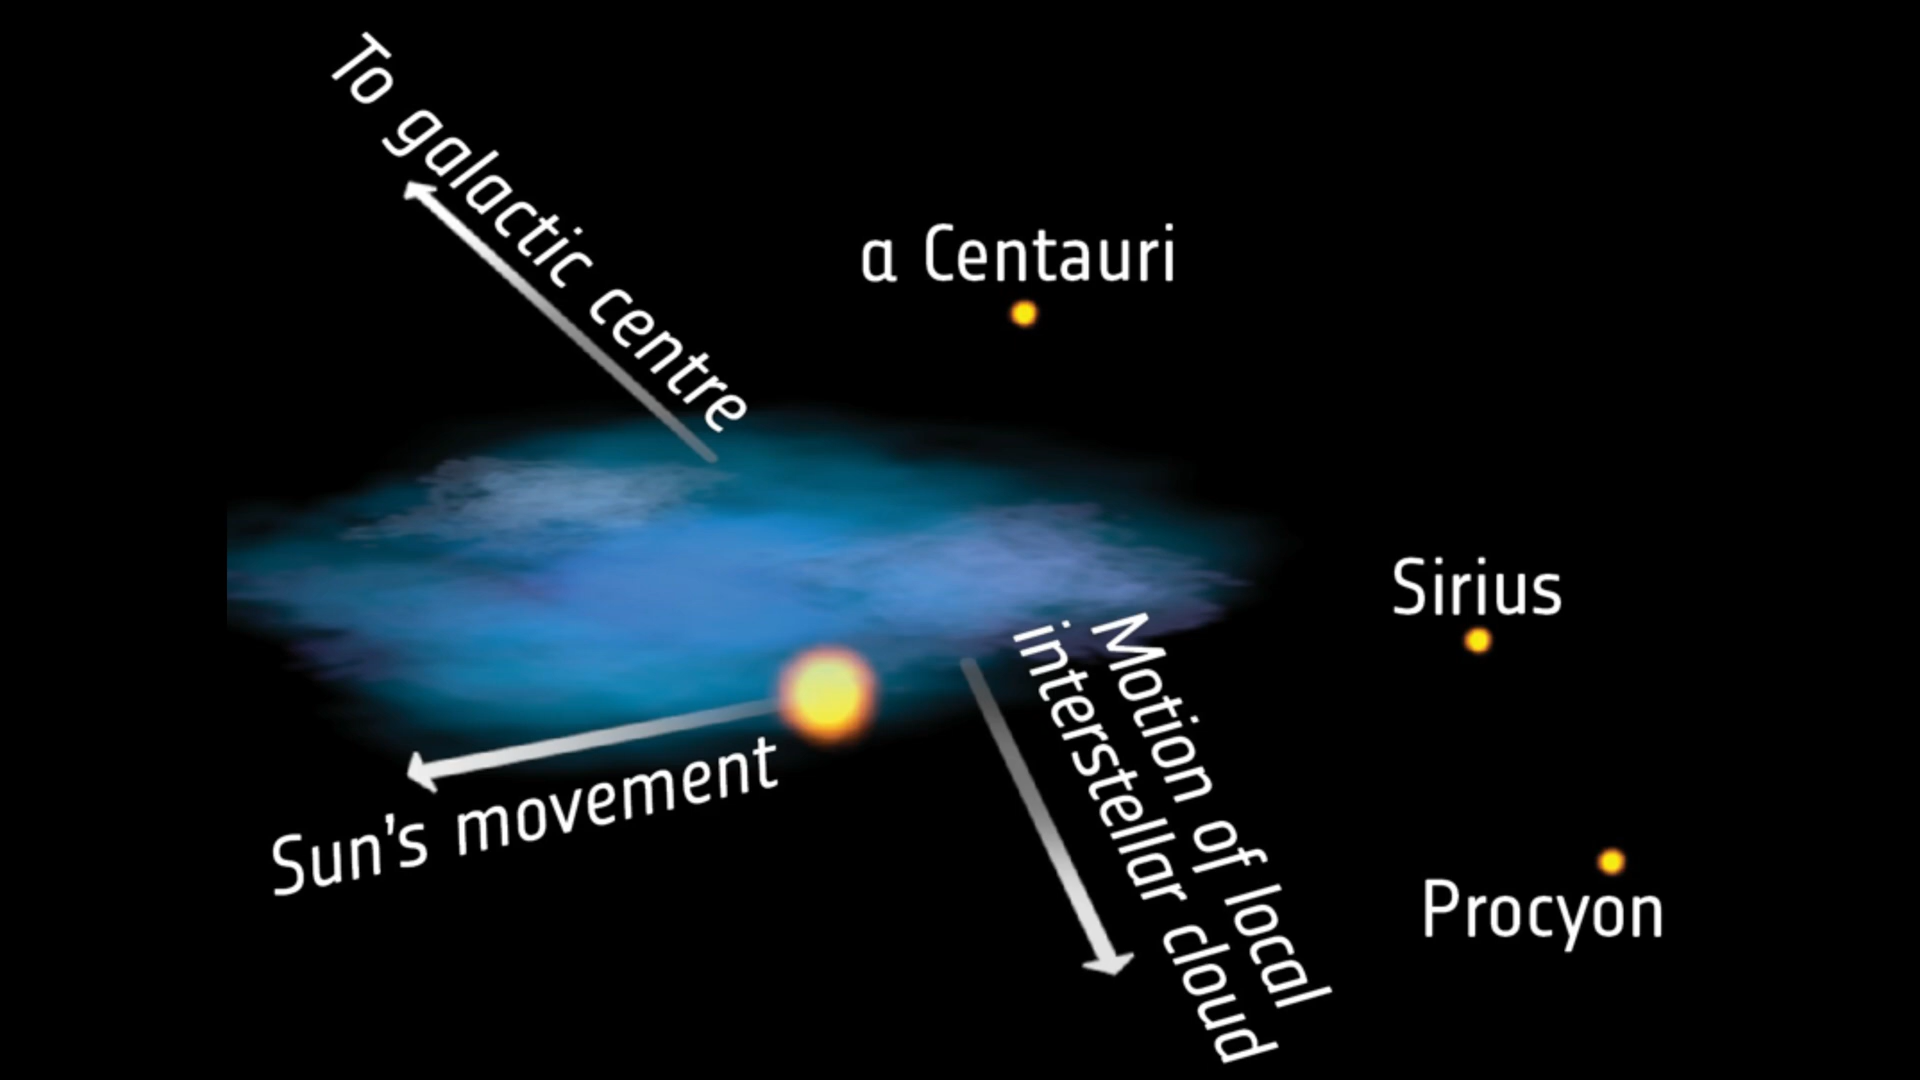 To galactic centre
α Centauri
Sirius
Motion of local
interstellar cloud
Sun's movement
Procyon